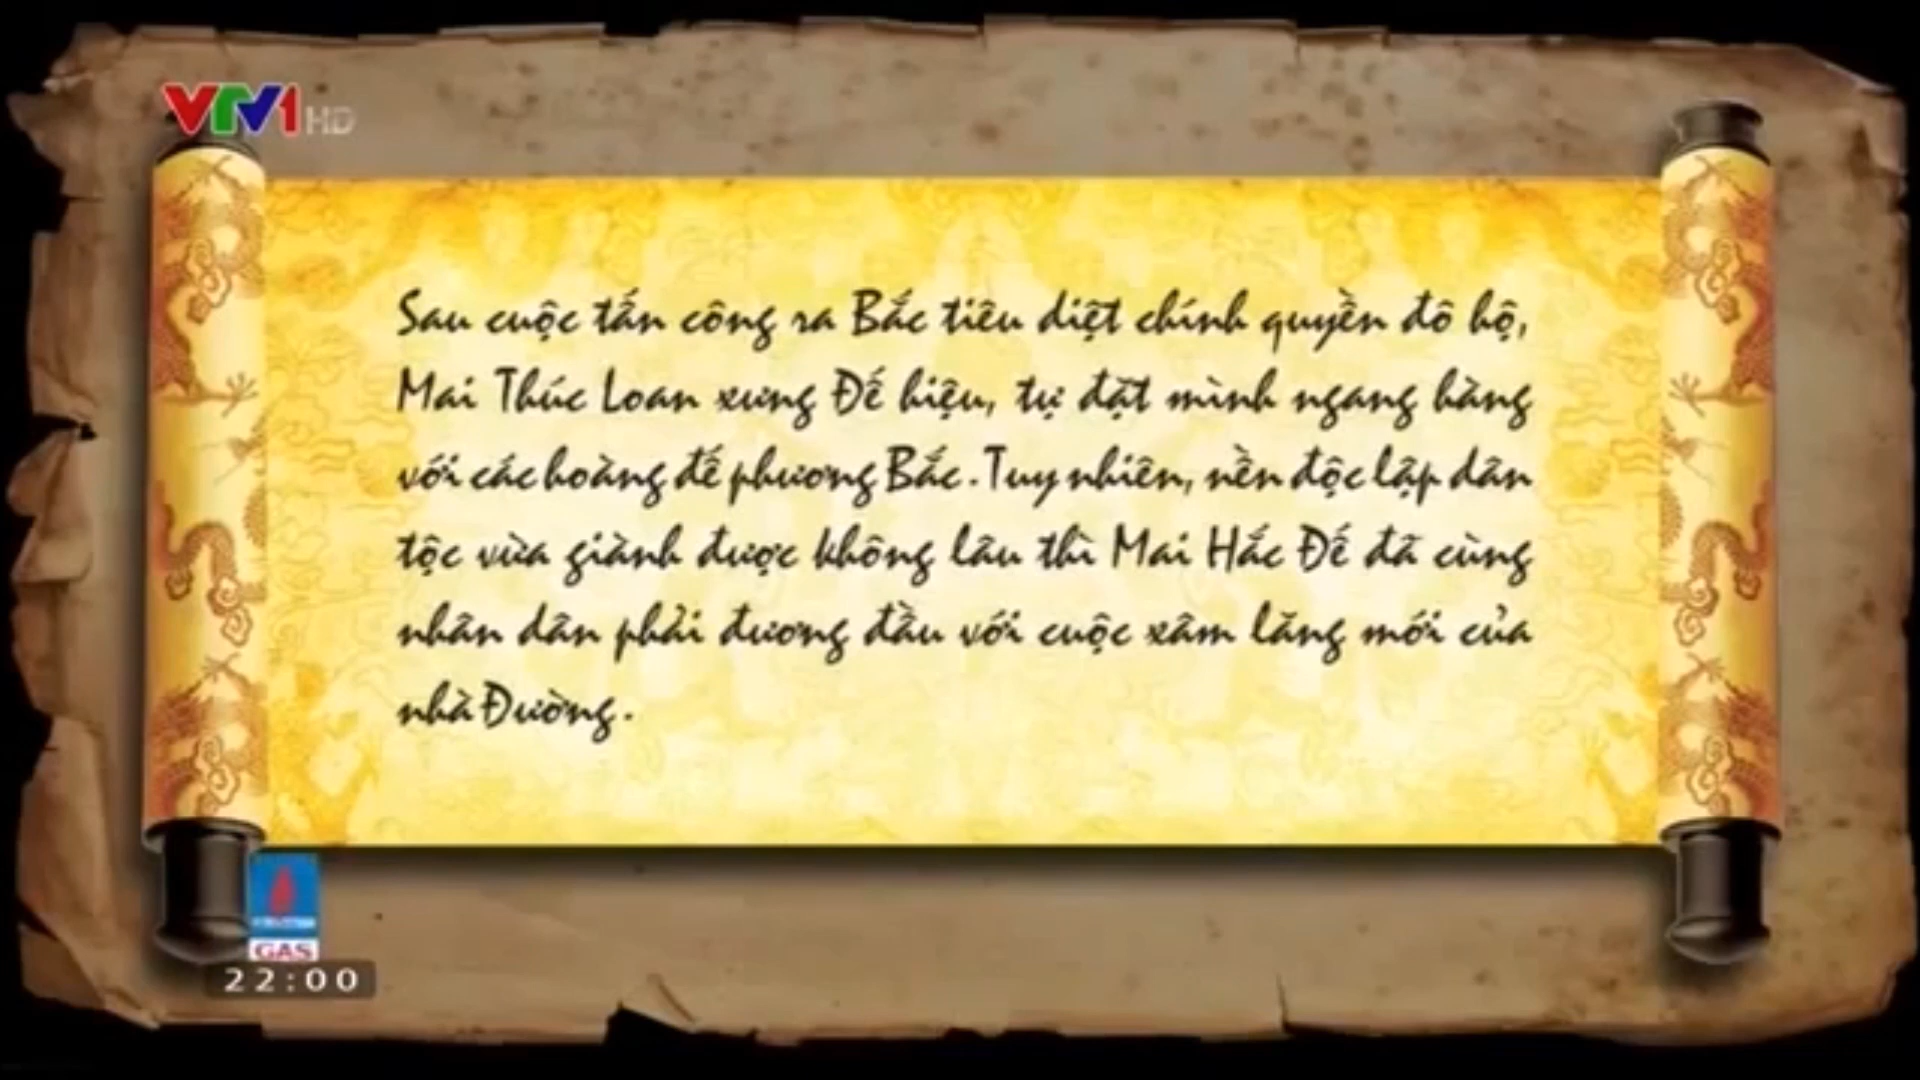 VTV1 HD
Sau cuộc tấn công ra Bắc tiêu diệt chính quyền đô hộ,
Mai Thúc Loan xưng Đế hiệu, tự đặt mình ngang hàng
với các hoàng đế phương Bắc. Tuy nhiên, nền độc lập dân
tộc vừa giành được không lâu thì Mai Hắc Đế đã cùng
nhân dân phải đương đầu với cuộc xâm lăng mới của
nhà Đường.
GAS
22:00